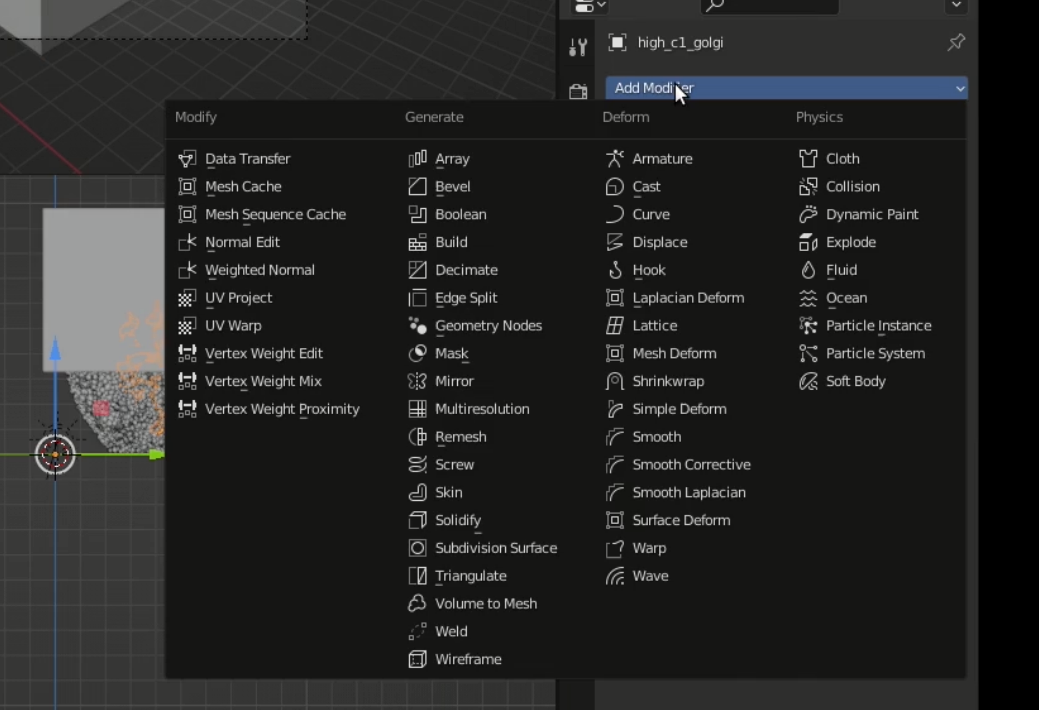 high_c1_golgi
Add Modifier
Modify
Data Transfer
Mesh Cache
Mesh Sequence Cache
Normal Edit
Weighted Normal
UV Project
UV Warp
Vertex Weight Edit
Vertex Weight Mix
Vertex Weight Proximity
Generate
Array
Bevel
Boolean
Build
Decimate
Edge Split
Geometry Nodes
Mask
Mirror
Multiresolution
Remesh
Screw
Skin
Solidify
Subdivision Surface
Triangulate
Volume to Mesh
Weld
Wireframe
Deform
Armature
Cast
Curve
Displace
Hook
Laplacian Deform
Lattice
Mesh Deform
Shrinkwrap
Simple Deform
Smooth
Smooth Corrective
Smooth Laplacian
Surface Deform
Warp
Wave
Physics
Cloth
Collision
Dynamic Paint
Explode
Fluid
Ocean
Particle Instance
Particle System
Soft Body